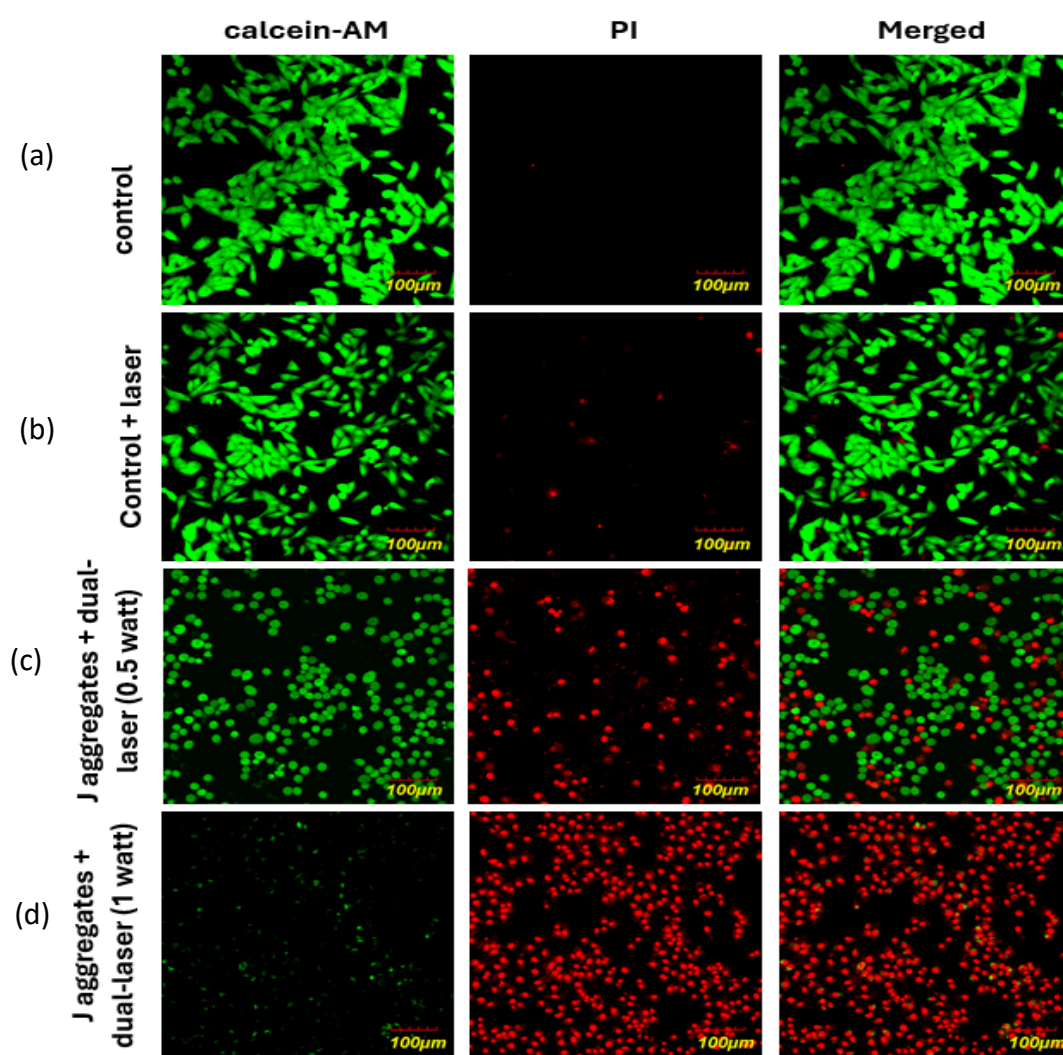 calcein-AM PI Merged
(a)
control
100µm 100µm 100µm
(b)
Control + laser
100µm 100µm 100µm
(c)
J aggregates + dual-
laser (0.5 watt)
100µm 100µm 100µm
(d)
J aggregates +
dual-laser (1 watt)
100µm 100µm 100µm